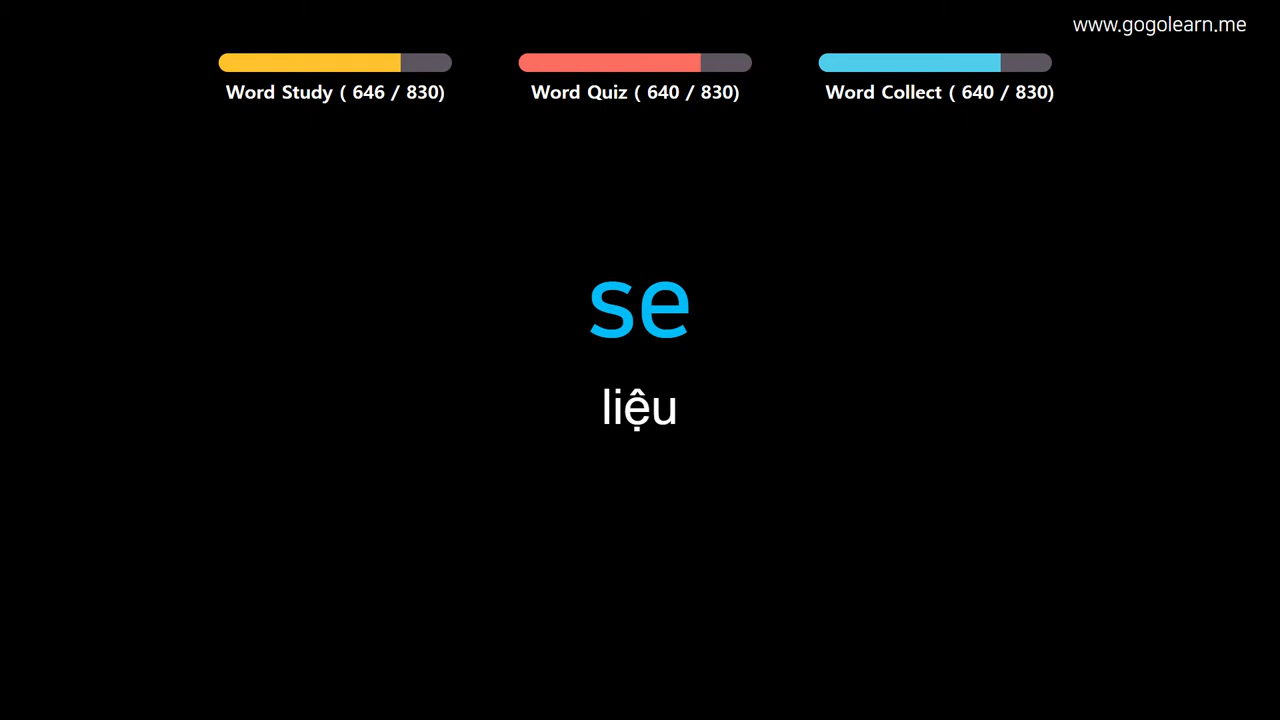 www.gogolearn.me
Word Study ( 646 / 830)
Word Quiz ( 640 / 830)
Word Collect ( 640 / 830)
se
liệu